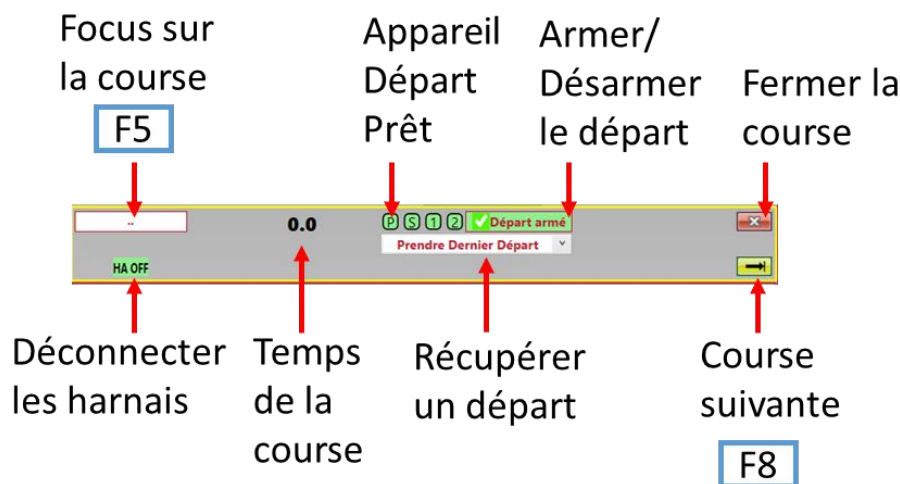 Focus sur
la course
F5
Appareil
Départ
Prêt
Armer/
Désarmer
le départ
Fermer la
course
--
0.0
P S 1 2 Départ armé
Prendre Dernier Départ
HA OFF
Déconnecter
les harnais
Temps
de la
course
Récupérer
un départ
Course
suivante
F8